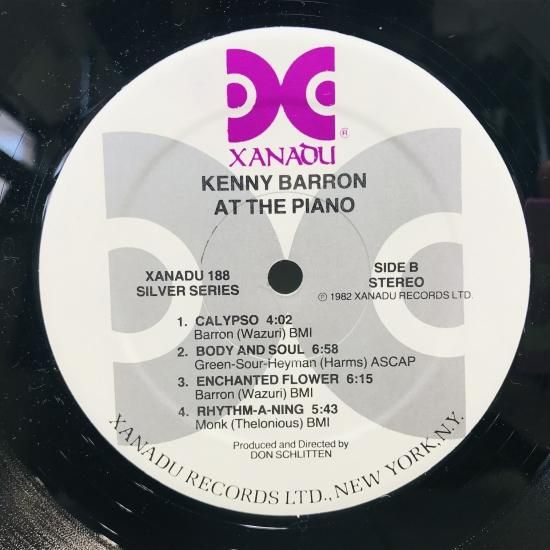 ®
XANADU
KENNY BARRON
AT THE PIANO
XANADU 188
SILVER SERIES
SIDE B
STEREO
℗ 1982 XANADU RECORDS LTD.
1. CALYPSO 4:02
Barron (Wazuri) BMI
2. BODY AND SOUL 6:58
Green-Sour-Heyman (Harms) ASCAP
3. ENCHANTED FLOWER 6:15
Barron (Wazuri) BMI
4. RHYTHM-A-NING 5:43
Monk (Thelonious) BMI
Produced and Directed by
DON SCHLITTEN
XANADU RECORDS LTD., NEW YORK, N.Y.